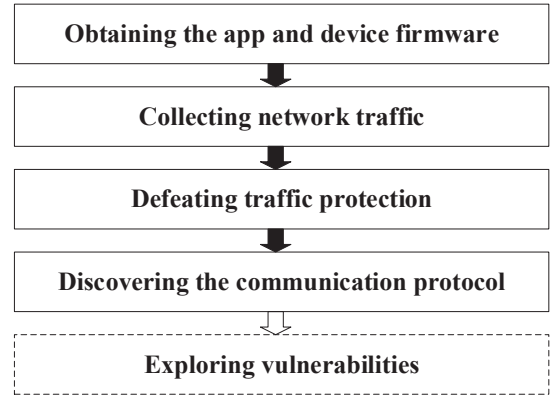 Obtaining the app and device firmware
Collecting network traffic
Defeating traffic protection
Discovering the communication protocol
Exploring vulnerabilities